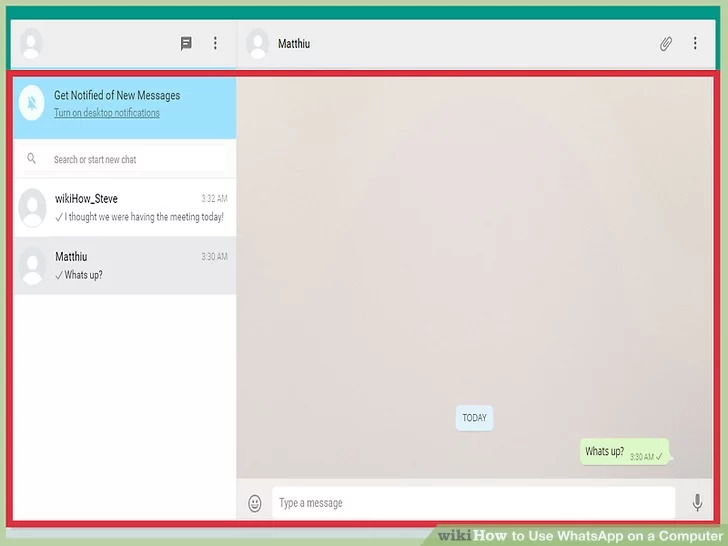 Matthiu
Get Notified of New Messages
Turn on desktop notifications
Search or start new chat
wikiHow_Steve 3:32 AM
✓ I thought we were having the meeting today!
Matthiu 3:30 AM
✓ Whats up?
TODAY
Whats up? 3:30 AM ✓
Type a message
wikiHow to Use WhatsApp on a Computer